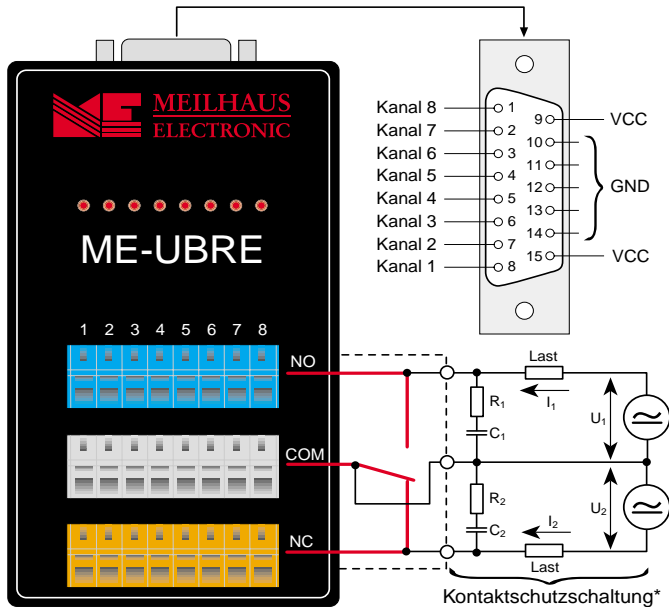 MEILHAUS
ELECTRONIC
ME-UBRE
1 2 3 4 5 6 7 8
NO
COM
NC
Kanal 8
Kanal 7
Kanal 6
Kanal 5
Kanal 4
Kanal 3
Kanal 2
Kanal 1
1
2
3
4
5
6
7
8
9
10
11
12
13
14
15
VCC
GND
VCC
Last
I1
R1
C1
U1
R2
C2
U2
I2
Last
Kontaktschutzschaltung*